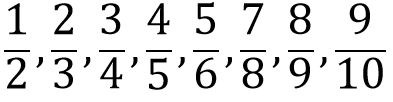 1/2, 2/3, 3/4, 4/5, 5/6, 7/8, 8/9, 9/10